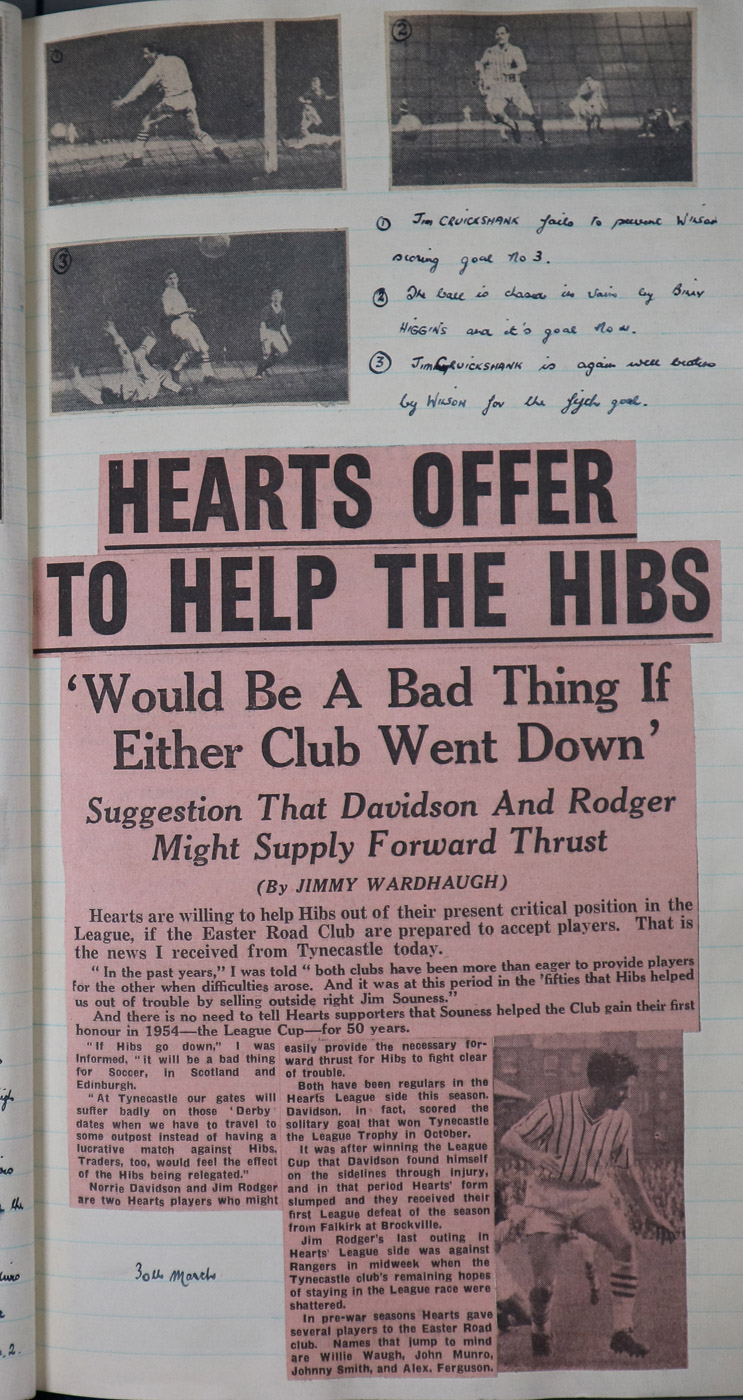 ①
②
③
① Jim CRUICKSHANK fails to prevent WILSON
scoring goal No 3.
② The ball is chased in vain by BILLY
HIGGINS and it's goal No 4.
③ Jim CRUICKSHANK is again well beaten
by WILSON for the fifth goal.
HEARTS OFFER
TO HELP THE HIBS
'Would Be A Bad Thing If
Either Club Went Down'
Suggestion That Davidson And Rodger
Might Supply Forward Thrust
(By JIMMY WARDHAUGH)
Hearts are willing to help Hibs out of their present critical position in the
League, if the Easter Road Club are prepared to accept players. That is
the news I received from Tynecastle today.
"In the past years," I was told "both clubs have been more than eager to provide players
for the other when difficulties arose. And it was at this period in the 'fifties that Hibs helped
us out of trouble by selling outside right Jim Souness."
And there is no need to tell Hearts supporters that Souness helped the Club gain their first
honour in 1954—the League Cup—for 50 years.
"If Hibs go down," I was
informed, "it will be a bad thing
for Soccer, in Scotland and
Edinburgh.
"At Tynecastle our gates will
suffer badly on those 'Derby'
dates when we have to travel to
some outpost instead of having a
lucrative match against Hibs.
Traders, too, would feel the effect
of the Hibs being relegated."
Norrie Davidson and Jim Rodger
are two Hearts players who might
easily provide the necessary for-
ward thrust for Hibs to fight clear
of trouble.
Both have been regulars in the
Hearts League side this season.
Davidson, in fact, scored the
solitary goal that won Tynecastle
the League Trophy in October.
It was after winning the League
Cup that Davidson found himself
on the sidelines through injury,
and in that period Hearts' form
slumped and they received their
first League defeat of the season
from Falkirk at Brockville.
Jim Rodger's last outing in
Hearts' League side was against
Rangers in midweek when the
Tynecastle club's remaining hopes
of staying in the League race were
shattered.
In pre-war seasons Hearts gave
several players to the Easter Road
club. Names that jump to mind
are Willie Waugh, John Munro,
Johnny Smith, and Alex. Ferguson.
30th March